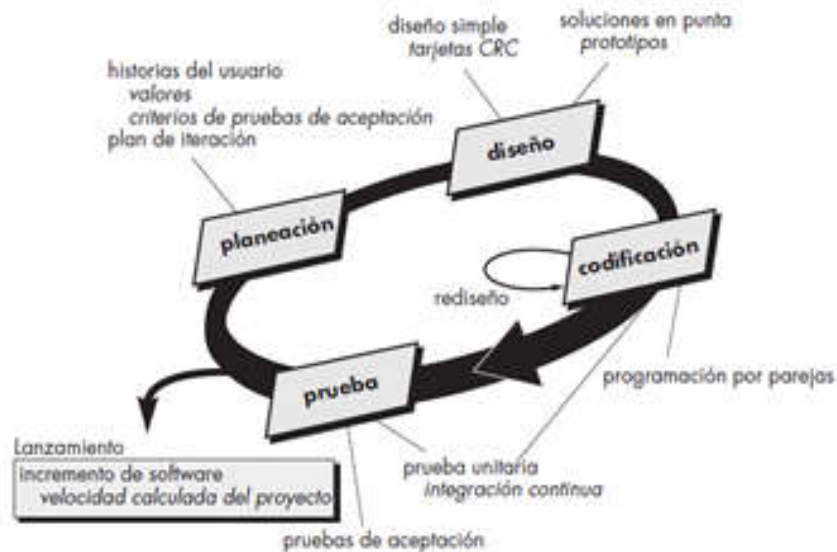 diseño simple
tarjetas CRC
soluciones en punta
prototipos
historias del usuario
valores
criterios de pruebas de aceptación
plan de iteración
diseño
planeación
codificación
rediseño
prueba
programación por parejas
Lanzamiento
incremento de software
velocidad calculada del proyecto
prueba unitaria
integración continua
pruebas de aceptación